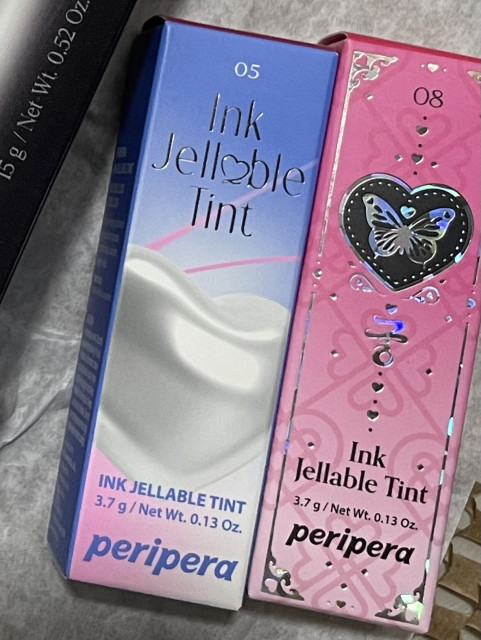 15 g / Net Wt. 0.52 Oz.
05
Ink
Jellable
Tint
INK JELLABLE TINT
3.7 g / Net Wt. 0.13 Oz.
peripera
08
Ink
Jellable Tint
3.7 g / Net Wt. 0.13 Oz.
peripera